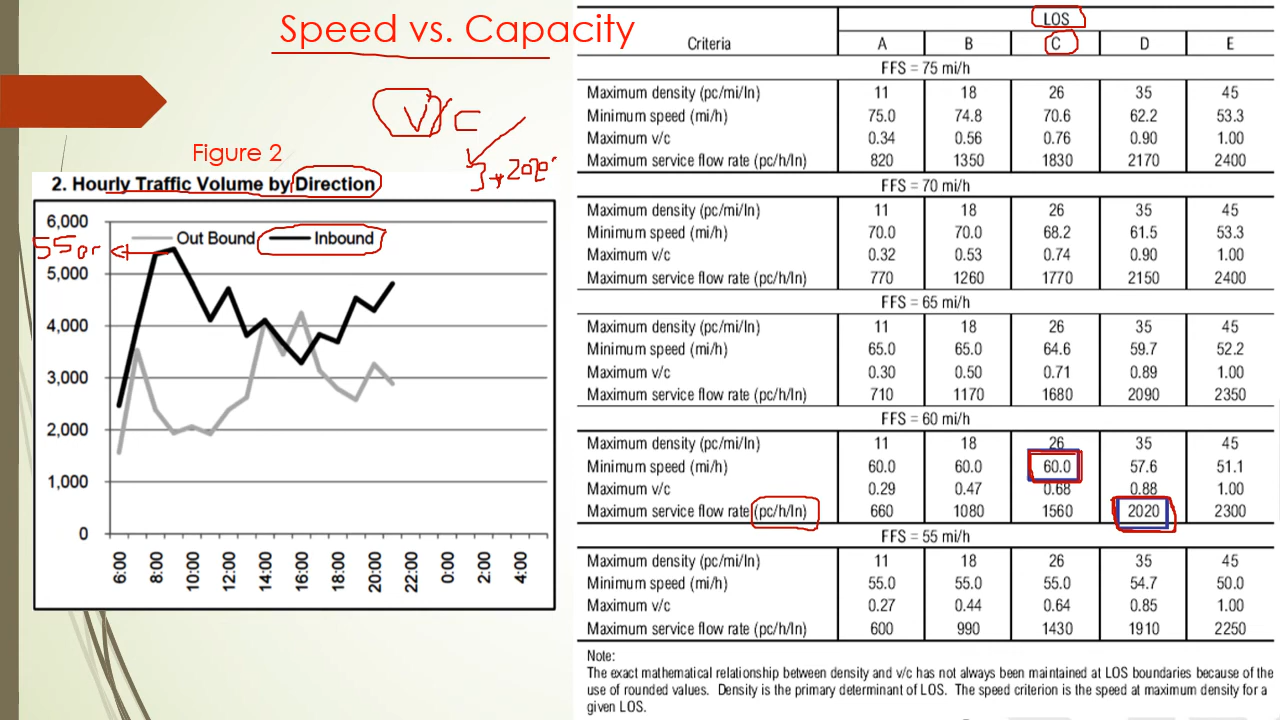 Speed vs. Capacity
V/C
Figure 2
2. Hourly Traffic Volume by Direction
Out Bound Inbound
6,000
5,000
4,000
3,000
2,000
1,000
0
6:00 8:00 10:00 12:00 14:00 16:00 18:00 20:00 22:00 0:00 2:00 4:00
LOS
Criteria A B C D E
FFS = 75 mi/h
Maximum density (pc/mi/ln) 11 18 26 35 45
Minimum speed (mi/h) 75.0 74.8 70.6 62.2 53.3
Maximum v/c 0.34 0.56 0.76 0.90 1.00
Maximum service flow rate (pc/h/ln) 820 1350 1830 2170 2400
FFS = 70 mi/h
Maximum density (pc/mi/ln) 11 18 26 35 45
Minimum speed (mi/h) 70.0 70.0 68.2 61.5 53.3
Maximum v/c 0.32 0.53 0.74 0.90 1.00
Maximum service flow rate (pc/h/ln) 770 1260 1770 2150 2400
FFS = 65 mi/h
Maximum density (pc/mi/ln) 11 18 26 35 45
Minimum speed (mi/h) 65.0 65.0 64.6 59.7 52.2
Maximum v/c 0.30 0.50 0.71 0.89 1.00
Maximum service flow rate (pc/h/ln) 710 1170 1680 2090 2350
FFS = 60 mi/h
Maximum density (pc/mi/ln) 11 18 26 35 45
Minimum speed (mi/h) 60.0 60.0 60.0 57.6 51.1
Maximum v/c 0.29 0.47 0.68 0.88 1.00
Maximum service flow rate (pc/h/ln) 660 1080 1560 2020 2300
FFS = 55 mi/h
Maximum density (pc/mi/ln) 11 18 26 35 45
Minimum speed (mi/h) 55.0 55.0 55.0 54.7 50.0
Maximum v/c 0.27 0.44 0.64 0.85 1.00
Maximum service flow rate (pc/h/ln) 600 990 1430 1910 2250
Note:
The exact mathematical relationship between density and v/c has not always been maintained at LOS boundaries because of the
use of rounded values. Density is the primary determinant of LOS. The speed criterion is the speed at maximum density for a
given LOS.